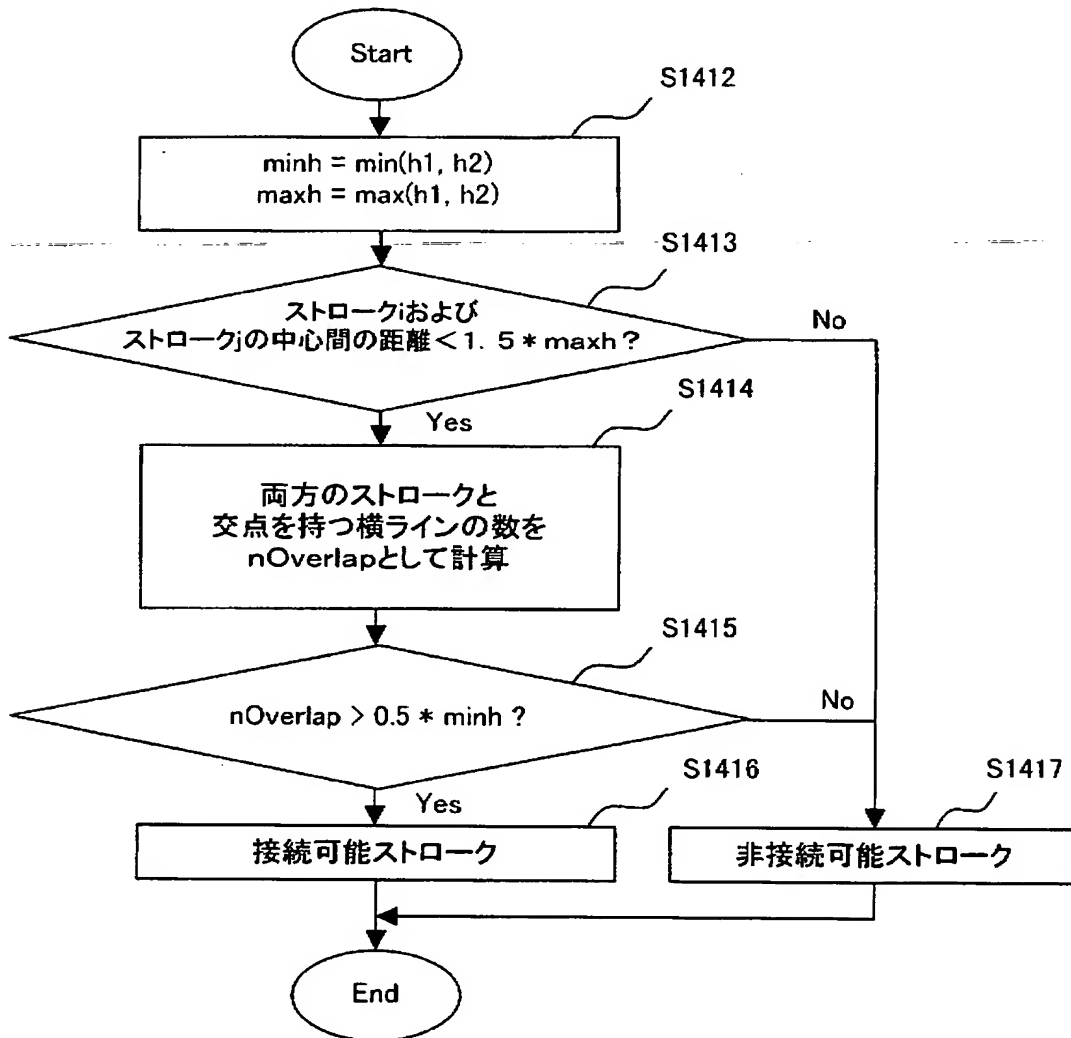 Start
S1412
minh = min(h1, h2)
maxh = max(h1, h2)
S1413
ストロークiおよび
ストロークjの中心間の距離＜1．5＊maxh？
No
S1414
Yes
両方のストロークと
交点を持つ横ラインの数を
nOverlapとして計算
S1415
nOverlap > 0.5 * minh ?
No
S1416
S1417
Yes
接続可能ストローク
非接続可能ストローク
End